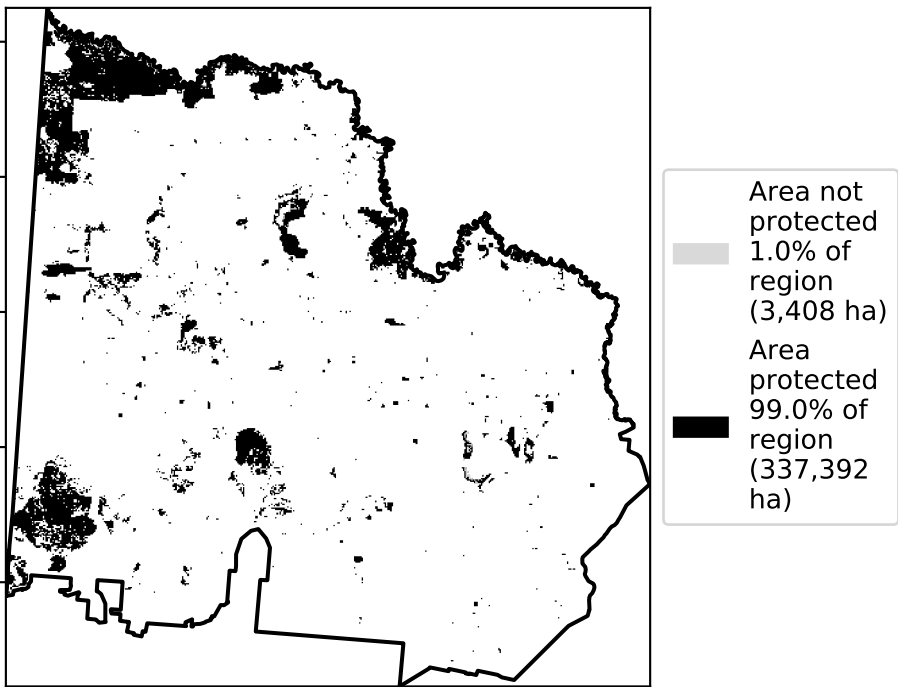 Area not
protected
1.0% of
region
(3,408 ha)
Area
protected
99.0% of
region
(337,392
ha)